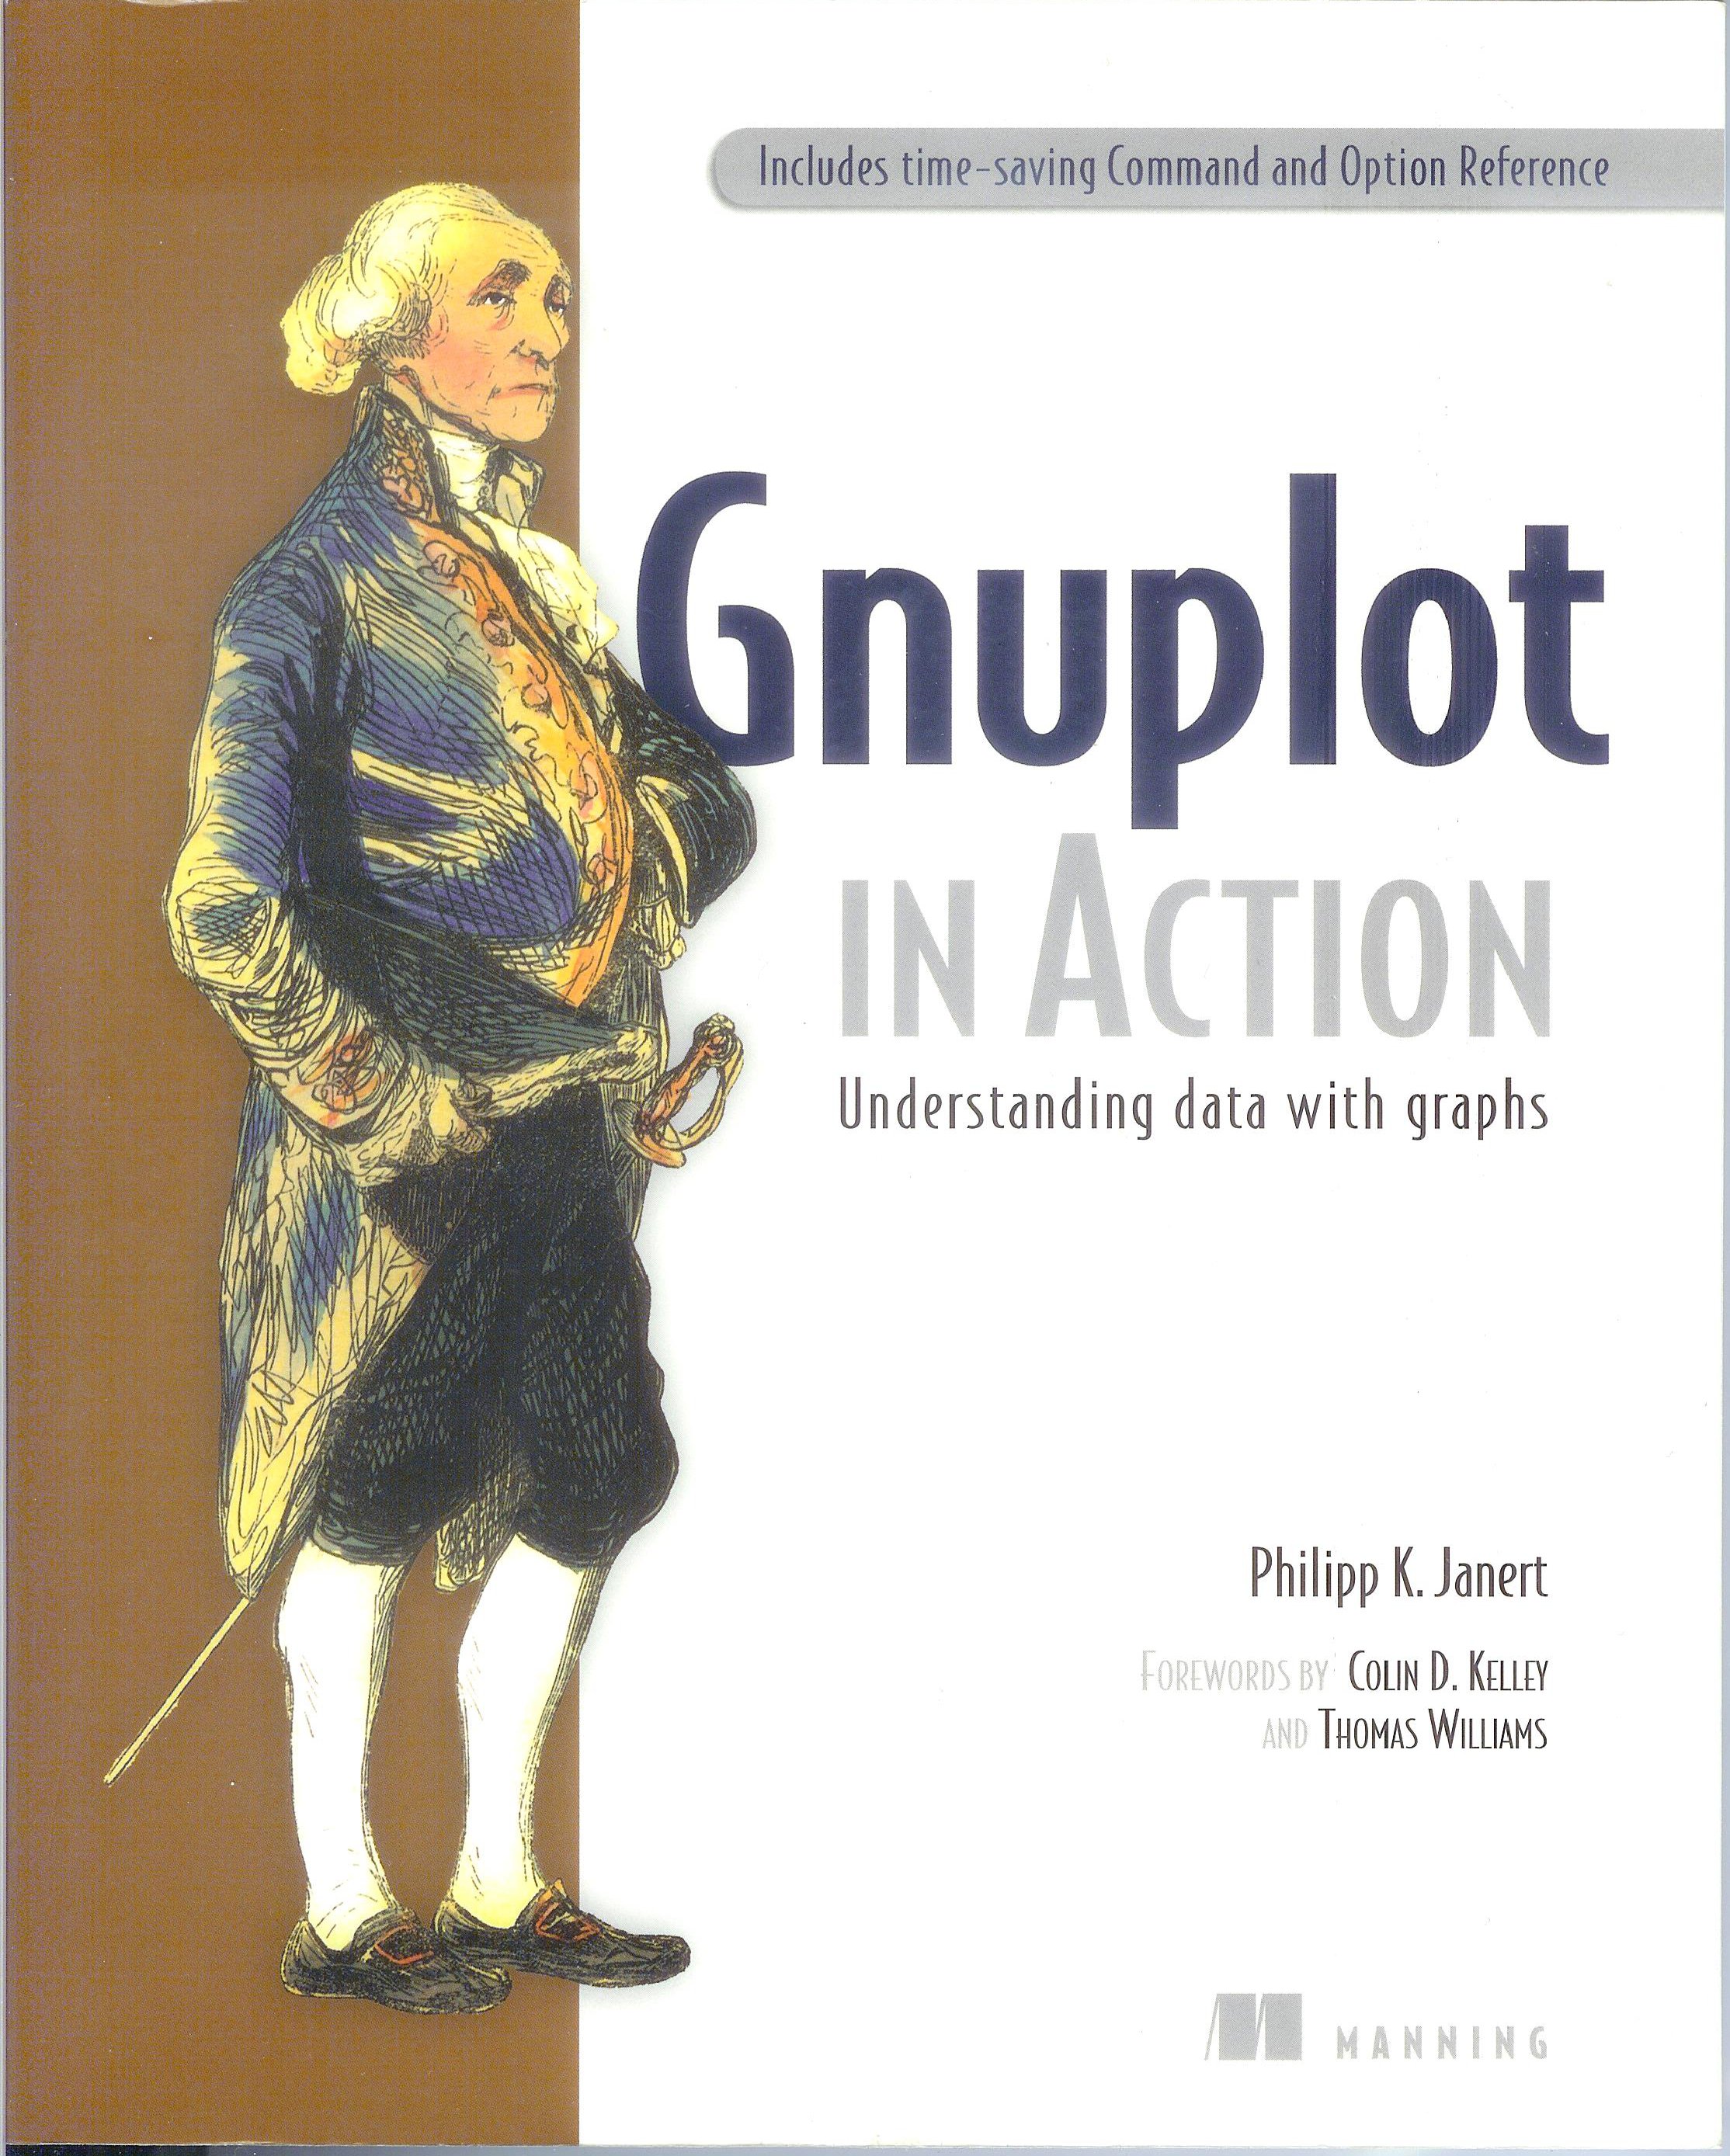 Includes time-saving Command and Option Reference
Gnuplot
IN ACTION
Understanding data with graphs
Philipp K. Janert
FOREWORDS BY COLIN D. KELLEY
AND THOMAS WILLIAMS
MANNING